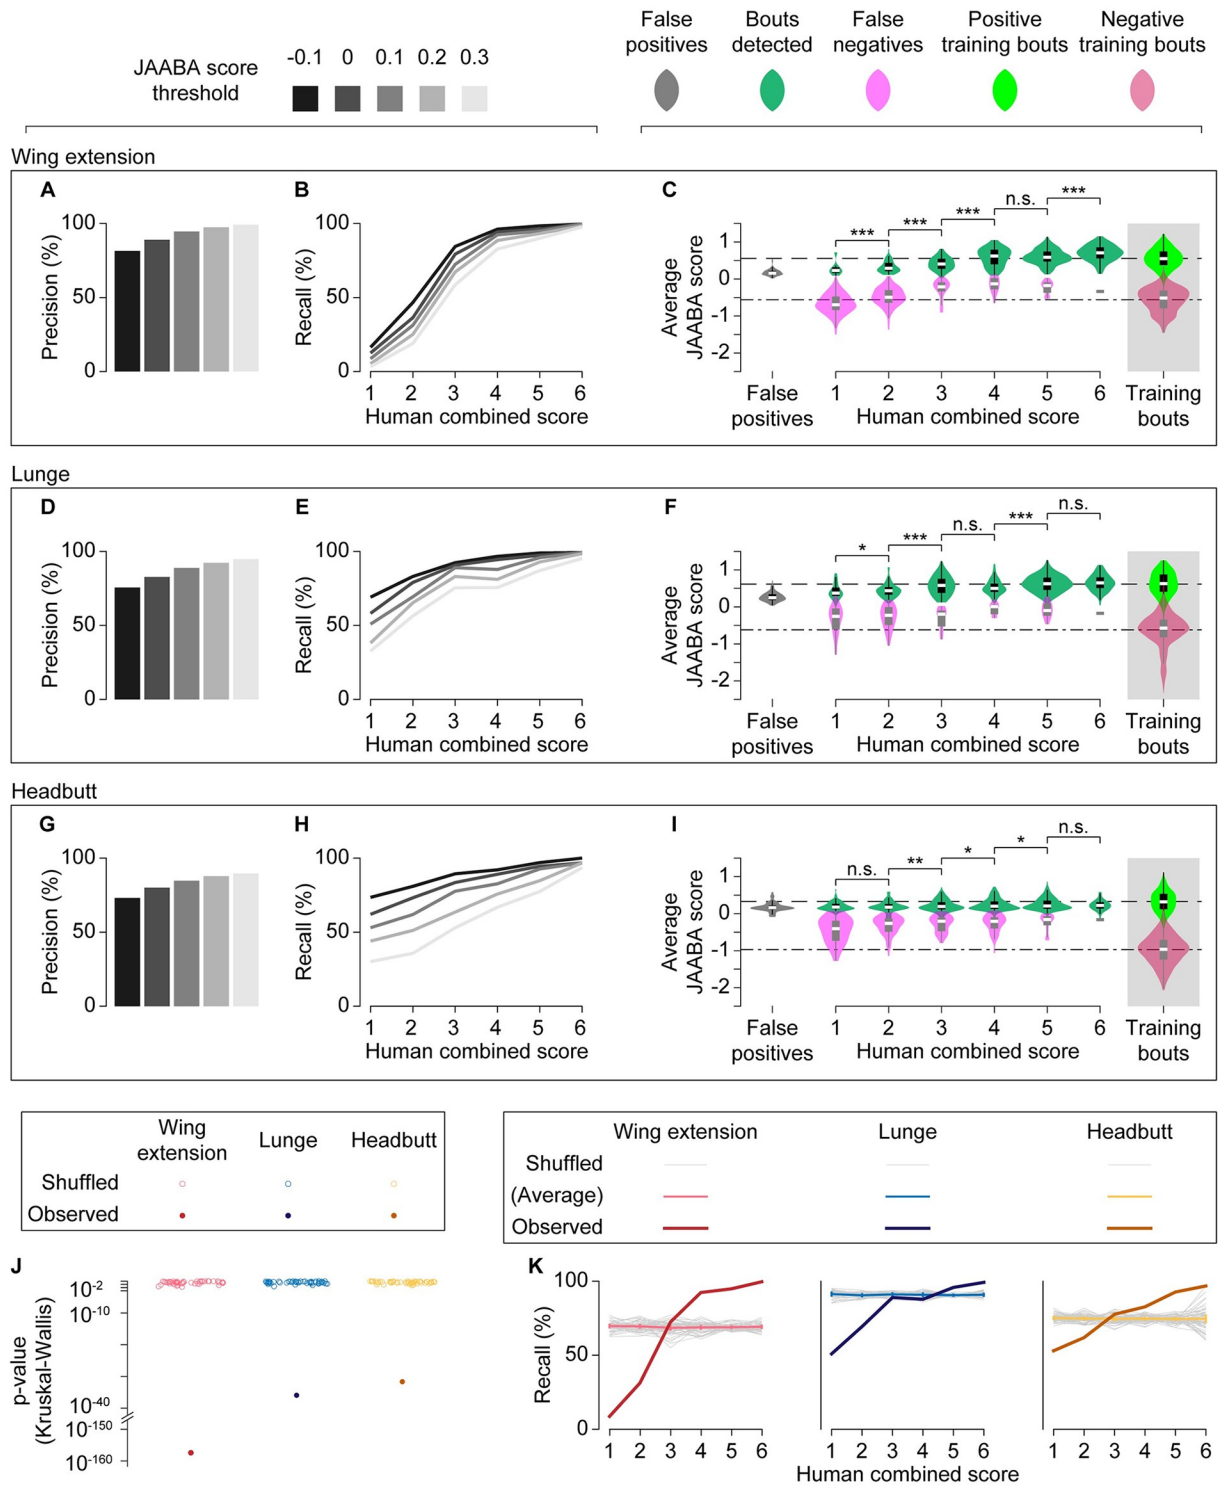 False positives
Bouts detected
False negatives
Positive training bouts
Negative training bouts
JAABA score threshold
-0.1 0 0.1 0.2 0.3
Wing extension
A
Precision (%)
100
50
0
B
Recall (%)
100
50
0
1 2 3 4 5 6
Human combined score
C
Average JAABA score
1
0
-1
-2
*** *** *** n.s. ***
False positives
1 2 3 4 5 6
Human combined score
Training bouts
Lunge
D
Precision (%)
100
50
0
E
Recall (%)
100
50
0
1 2 3 4 5 6
Human combined score
F
Average JAABA score
1
0
-1
-2
* *** n.s. *** n.s.
False positives
1 2 3 4 5 6
Human combined score
Training bouts
Headbutt
G
Precision (%)
100
50
0
H
Recall (%)
100
50
0
1 2 3 4 5 6
Human combined score
I
Average JAABA score
1
0
-1
-2
n.s. ** * * n.s.
False positives
1 2 3 4 5 6
Human combined score
Training bouts
Wing extension Lunge Headbutt
Shuffled
Observed
Wing extension Lunge Headbutt
Shuffled
(Average)
Observed
J
p-value (Kruskal-Wallis)
10-2
10-10
10-40
10-150
10-160
K
Recall (%)
100
50
0
1 2 3 4 5 6
1 2 3 4 5 6
1 2 3 4 5 6
Human combined score